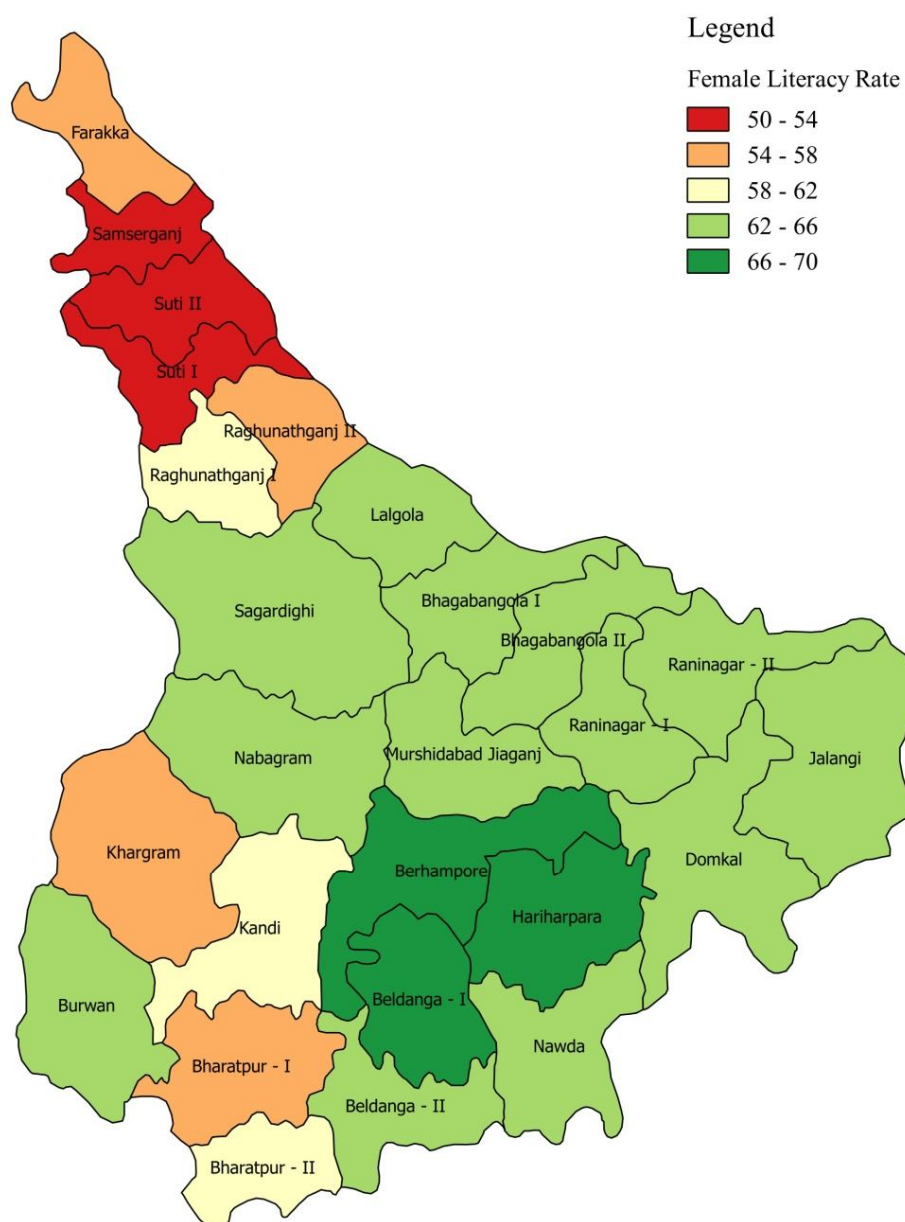 Legend
Female Literacy Rate
50 - 54
54 - 58
58 - 62
62 - 66
66 - 70
Farakka
Samserganj
Suti II
Suti I
Raghunathganj II
Raghunathganj I
Lalgola
Sagardighi
Bhagabangola I
Bhagabangola II
Raninagar - II
Raninagar - I
Nabagram
Murshidabad Jiaganj
Jalangi
Khargram
Berhampore
Domkal
Hariharpara
Kandi
Beldanga - I
Burwan
Nawda
Bharatpur - I
Beldanga - II
Bharatpur - II